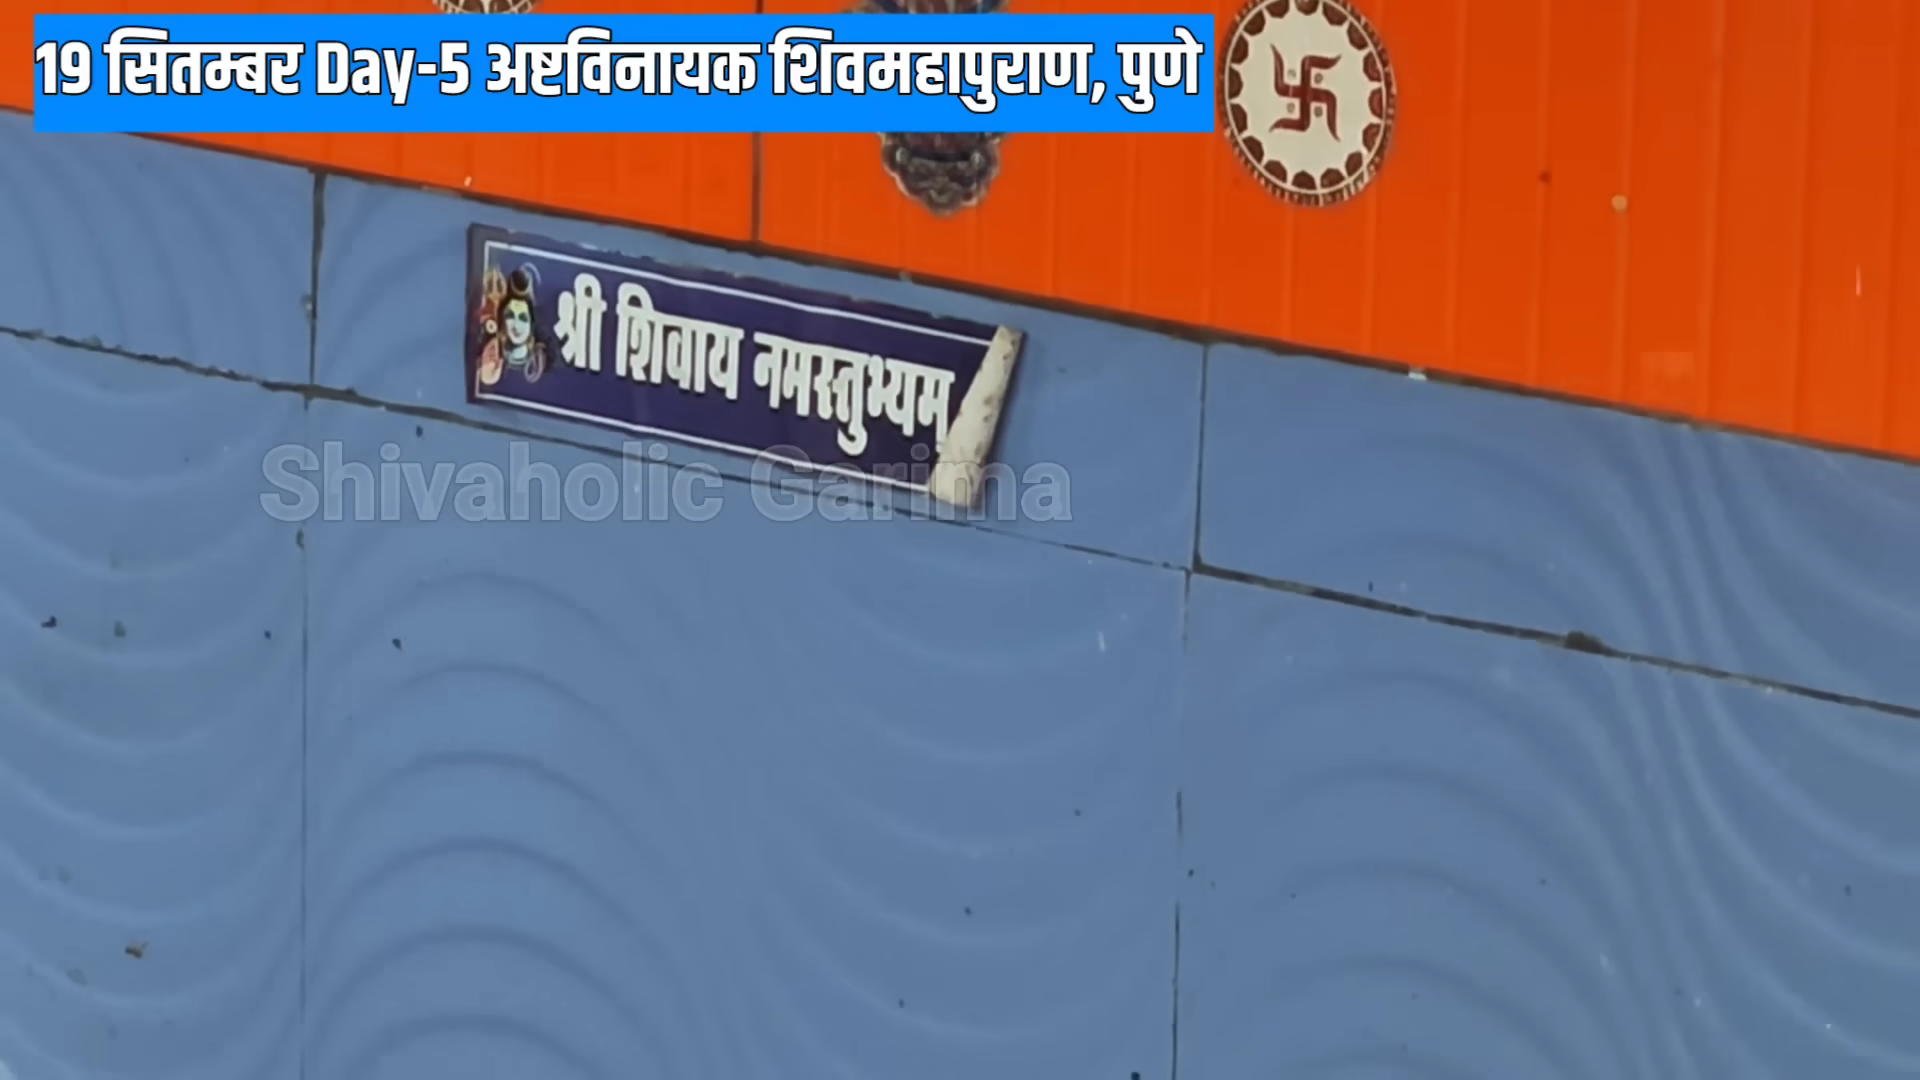 19 सितम्बर Day-5 अष्टविनायक शिवमहापुराण, पुणे
श्री शिवाय नमस्तुभ्यम्
Shivaholic Garima